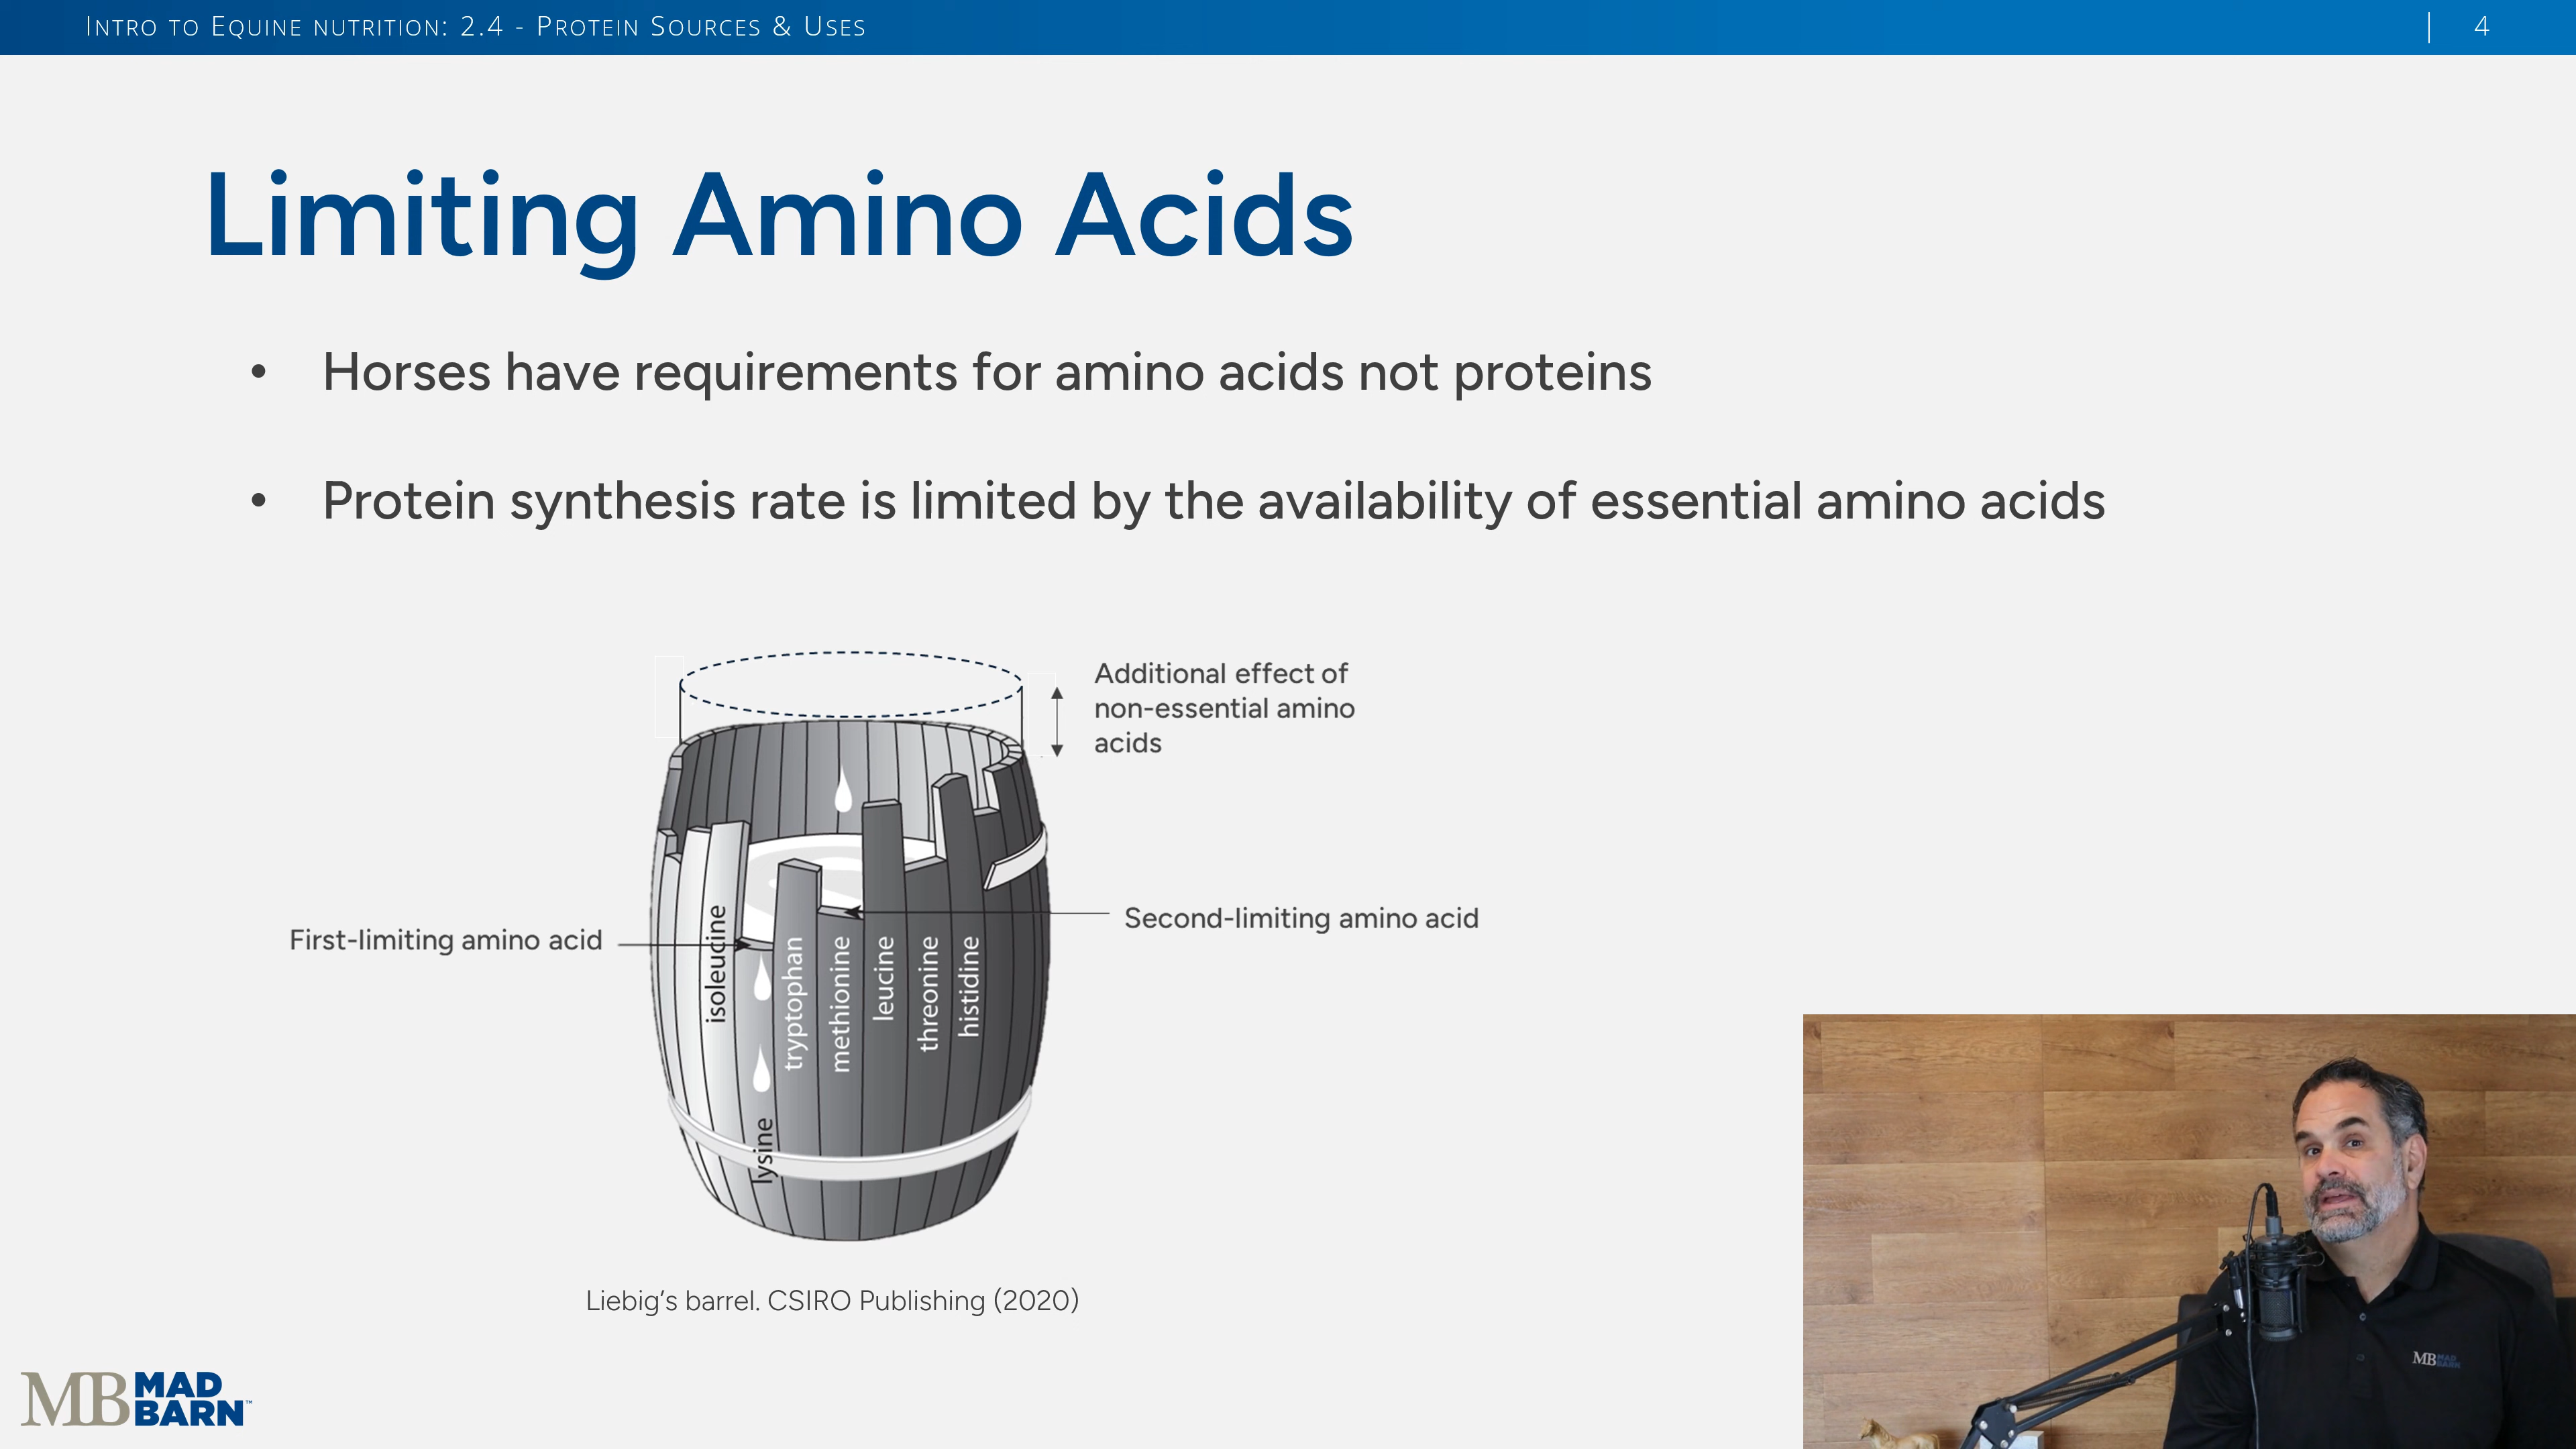 Intro to Equine nutrition: 2.4 - Protein Sources & Uses
4
Limiting Amino Acids
• Horses have requirements for amino acids not proteins
• Protein synthesis rate is limited by the availability of essential amino acids
Additional effect of
non-essential amino
acids
First-limiting amino acid
Second-limiting amino acid
isoleucine
lysine
tryptophan
methionine
leucine
threonine
histidine
Liebig's barrel. CSIRO Publishing (2020)
MB MAD
BARN™
MB MAD
BARN